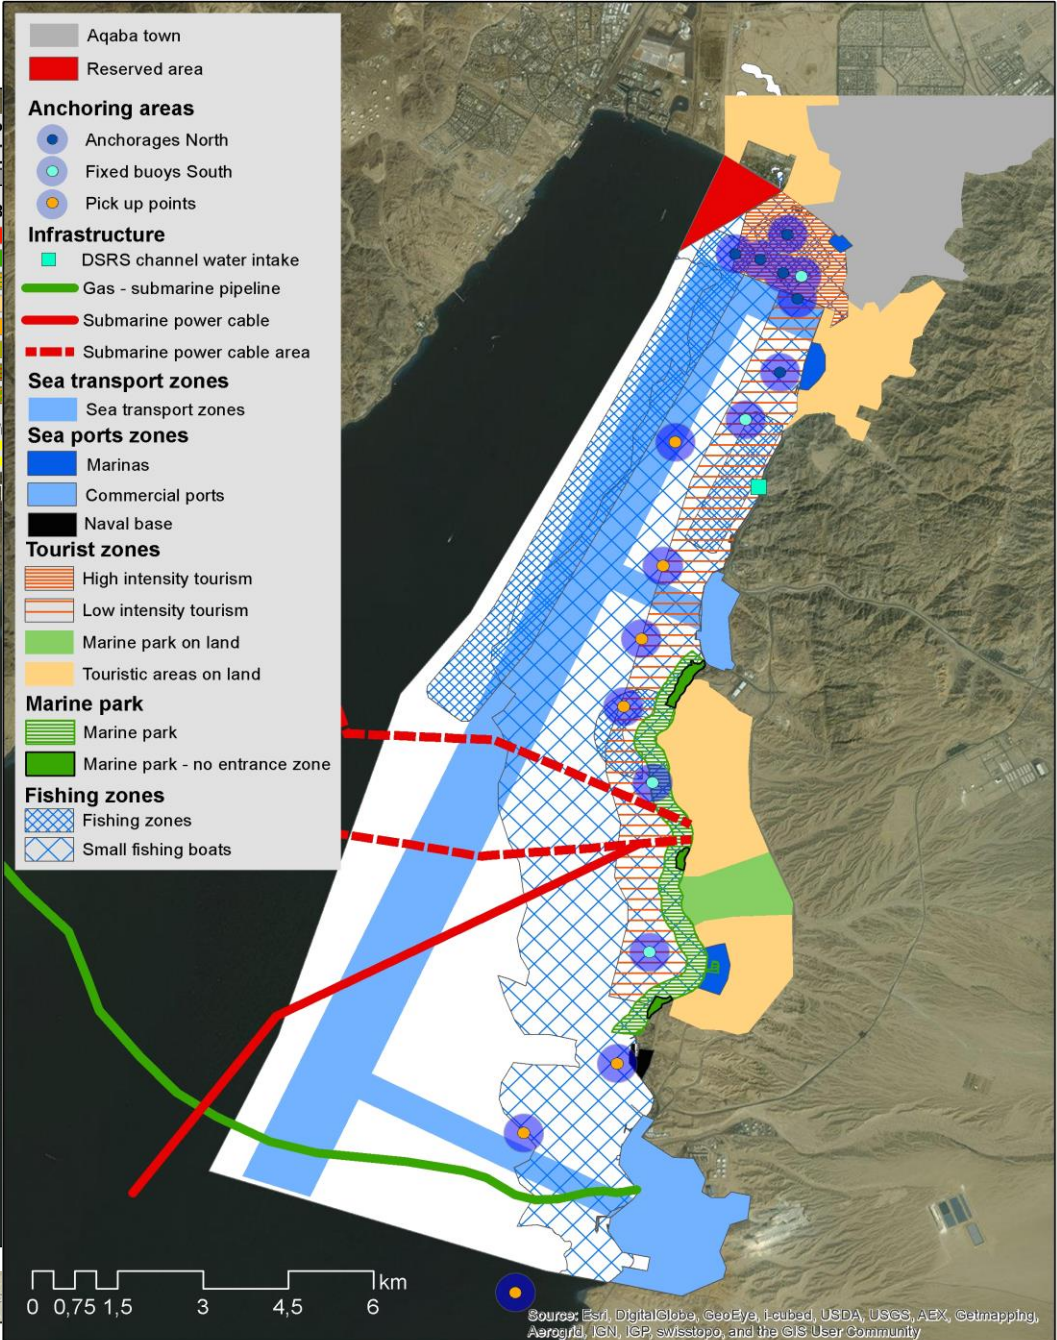 Aqaba town
Reserved area
Anchoring areas
Anchorages North
Fixed buoys South
Pick up points
Infrastructure
DSRS channel water intake
Gas - submarine pipeline
Submarine power cable
Submarine power cable area
Sea transport zones
Sea transport zones
Sea ports zones
Marinas
Commercial ports
Naval base
Tourist zones
High intensity tourism
Low intensity tourism
Marine park on land
Touristic areas on land
Marine park
Marine park
Marine park - no entrance zone
Fishing zones
Fishing zones
Small fishing boats
km
0 0,75 1,5 3 4,5 6
Source: Esri, DigitalGlobe, GeoEye, i-cubed, USDA, USGS, AEX, Getmapping,
Aerogrid, IGN, IGP, swisstopo, and the GIS User Community